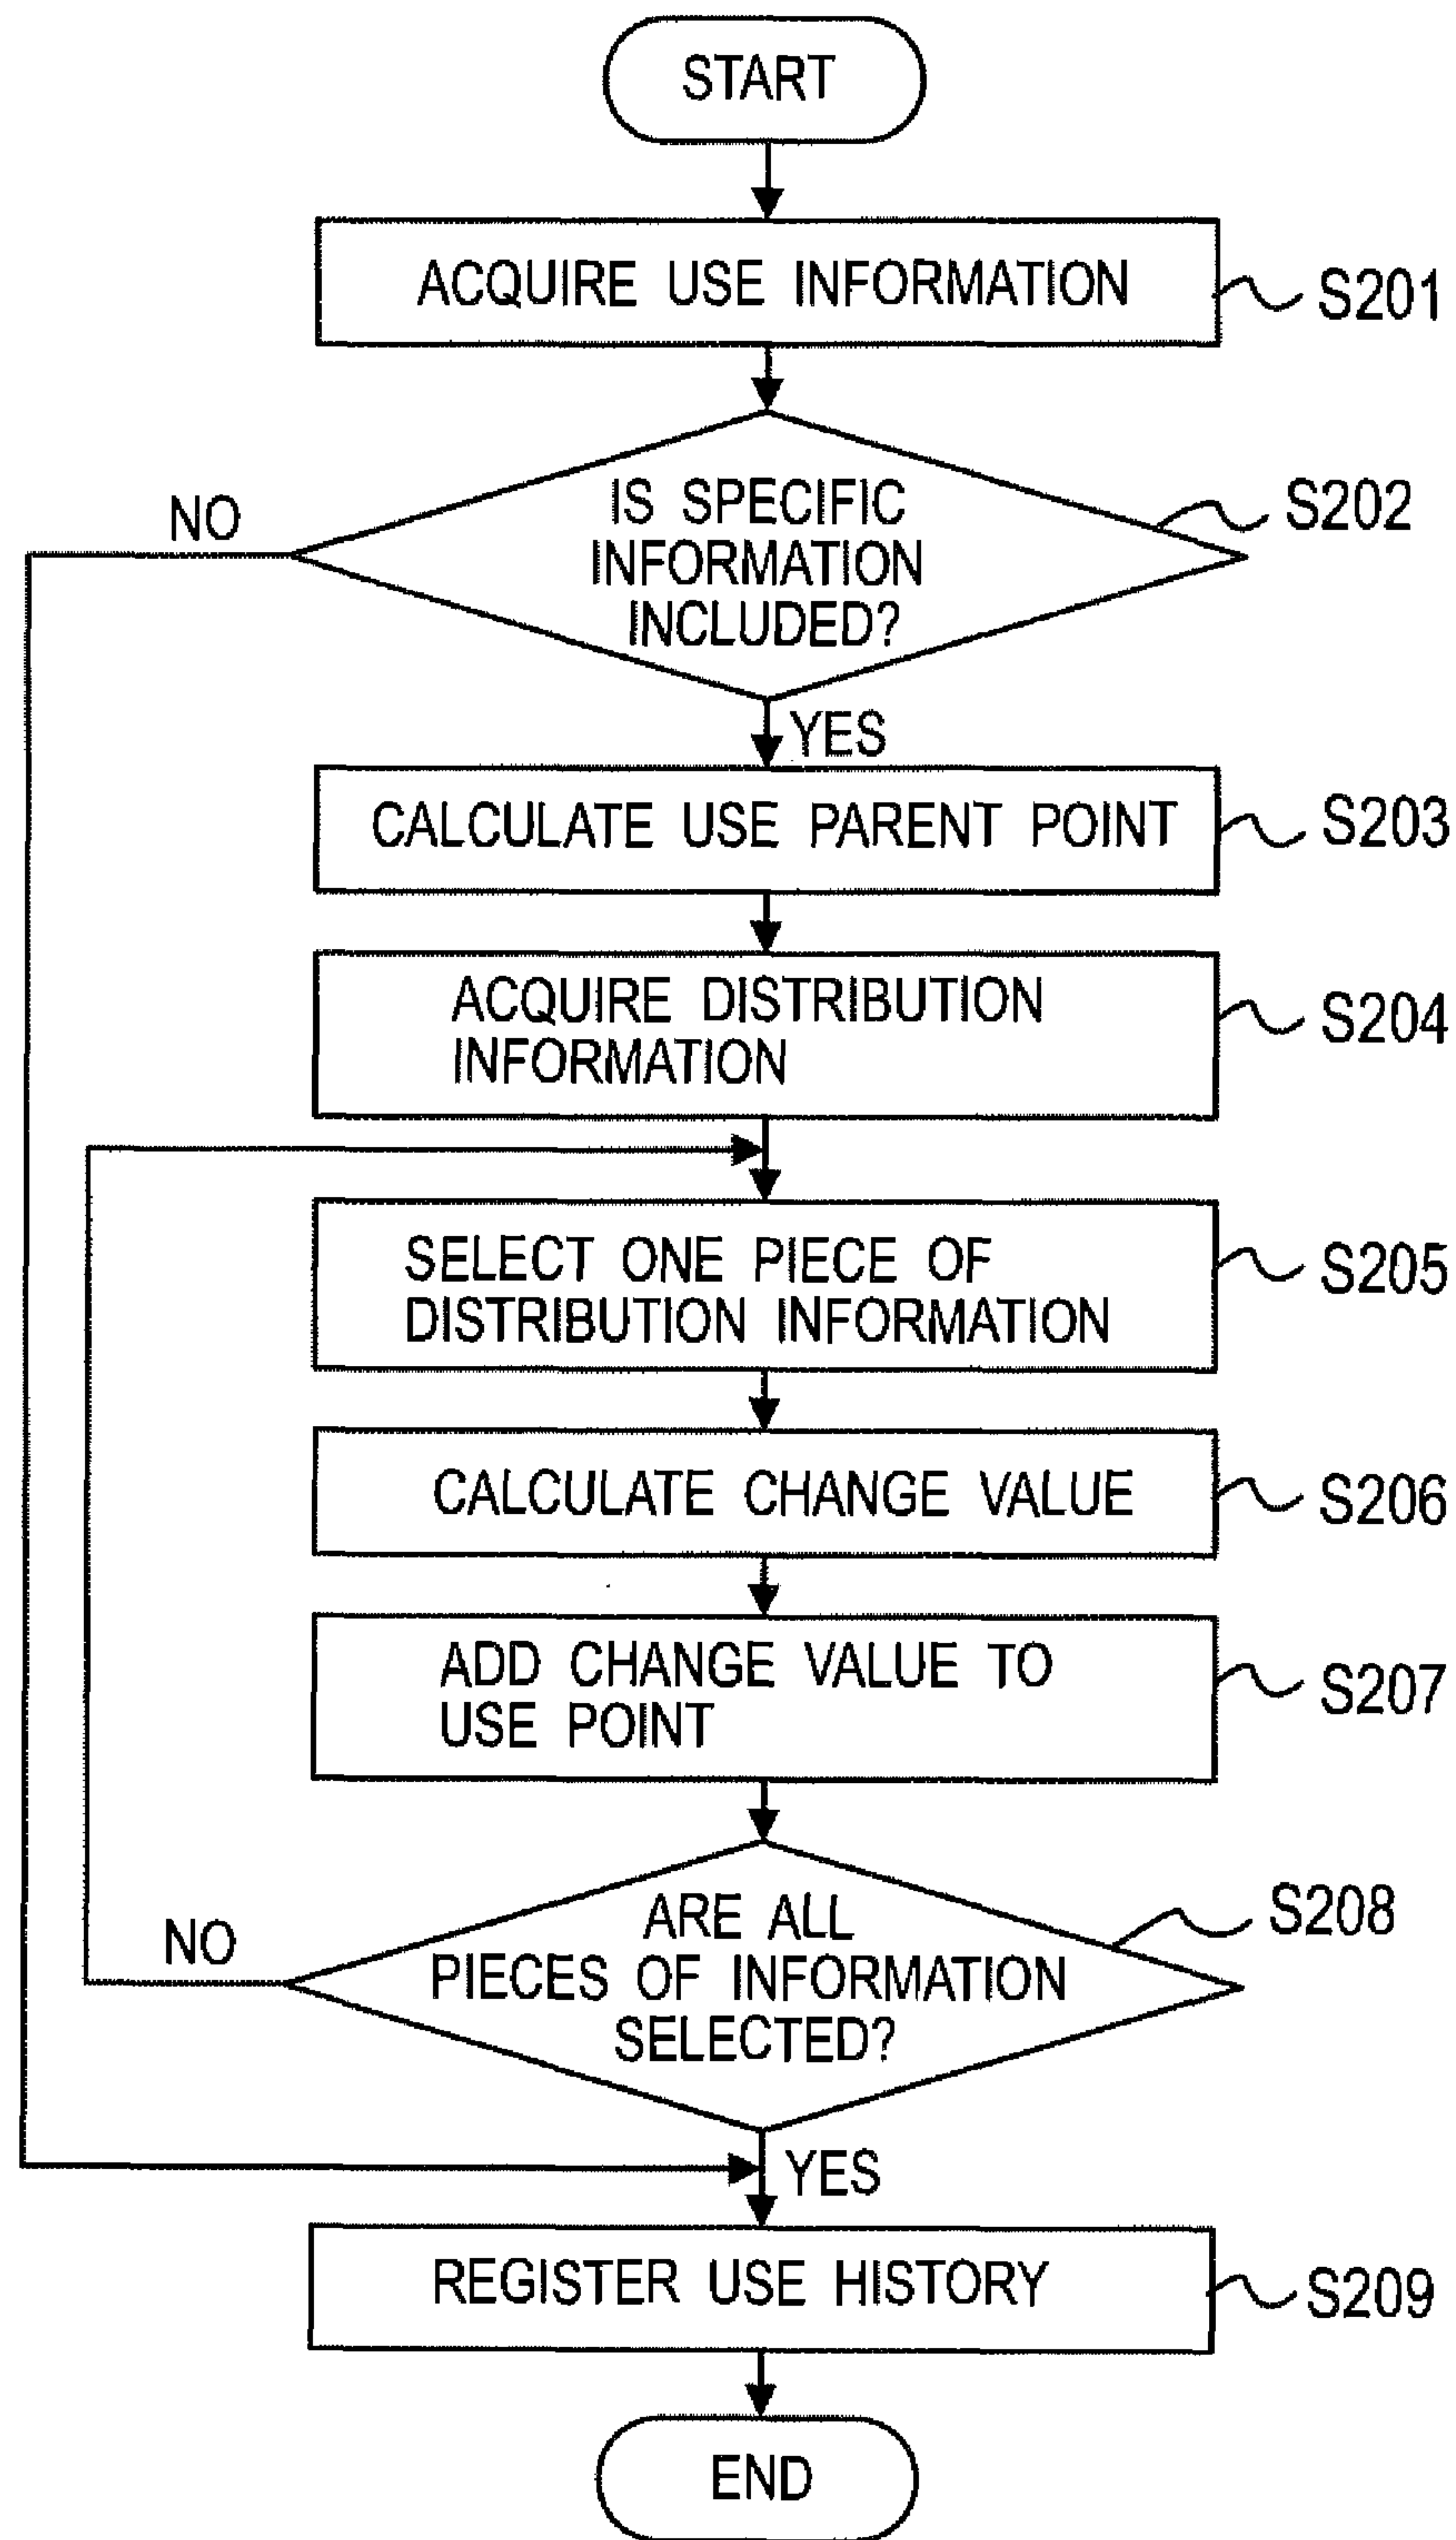 START
ACQUIRE USE INFORMATION
S201
IS SPECIFIC
INFORMATION
INCLUDED?
S202
NO
YES
CALCULATE USE PARENT POINT
S203
ACQUIRE DISTRIBUTION
INFORMATION
S204
SELECT ONE PIECE OF
DISTRIBUTION INFORMATION
S205
CALCULATE CHANGE VALUE
S206
ADD CHANGE VALUE TO
USE POINT
S207
ARE ALL
PIECES OF INFORMATION
SELECTED?
S208
NO
YES
REGISTER USE HISTORY
S209
END